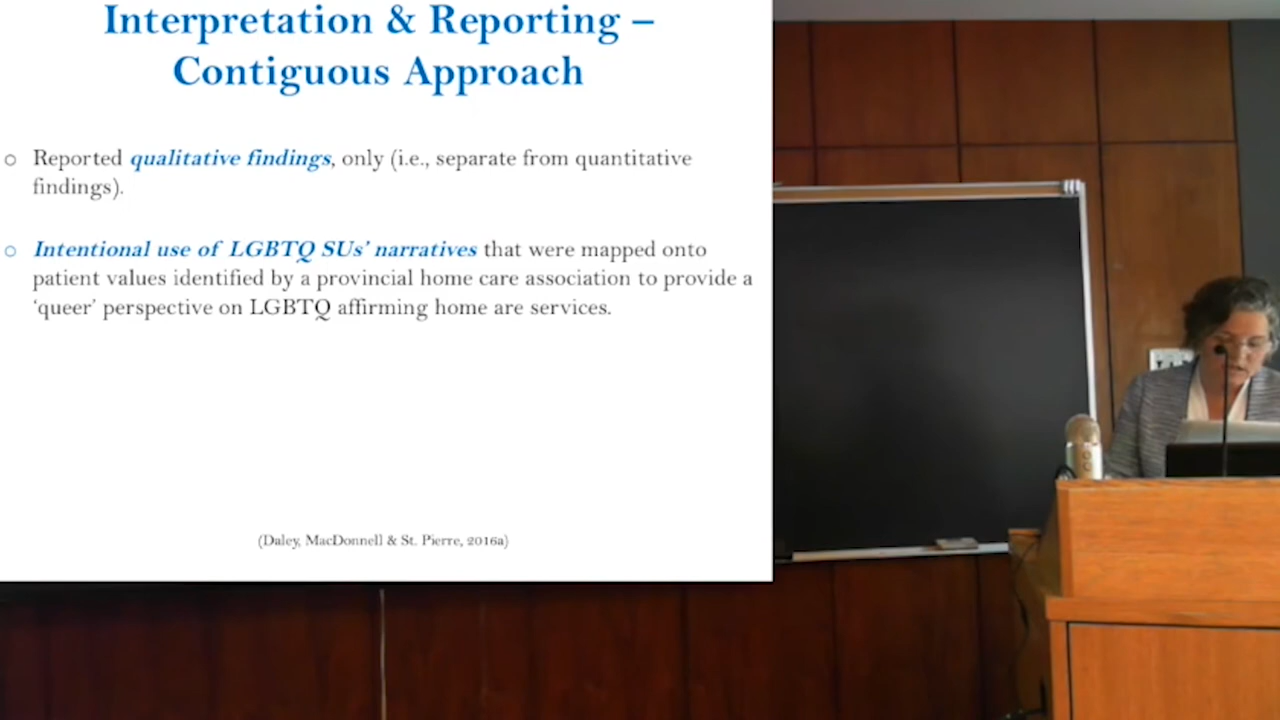 Interpretation & Reporting –
Contiguous Approach
Reported qualitative findings, only (i.e., separate from quantitative
findings).
Intentional use of LGBTQ SUs' narratives that were mapped onto
patient values identified by a provincial home care association to provide a
'queer' perspective on LGBTQ affirming home are services.
(Daley, MacDonnell & St. Pierre, 2016a)